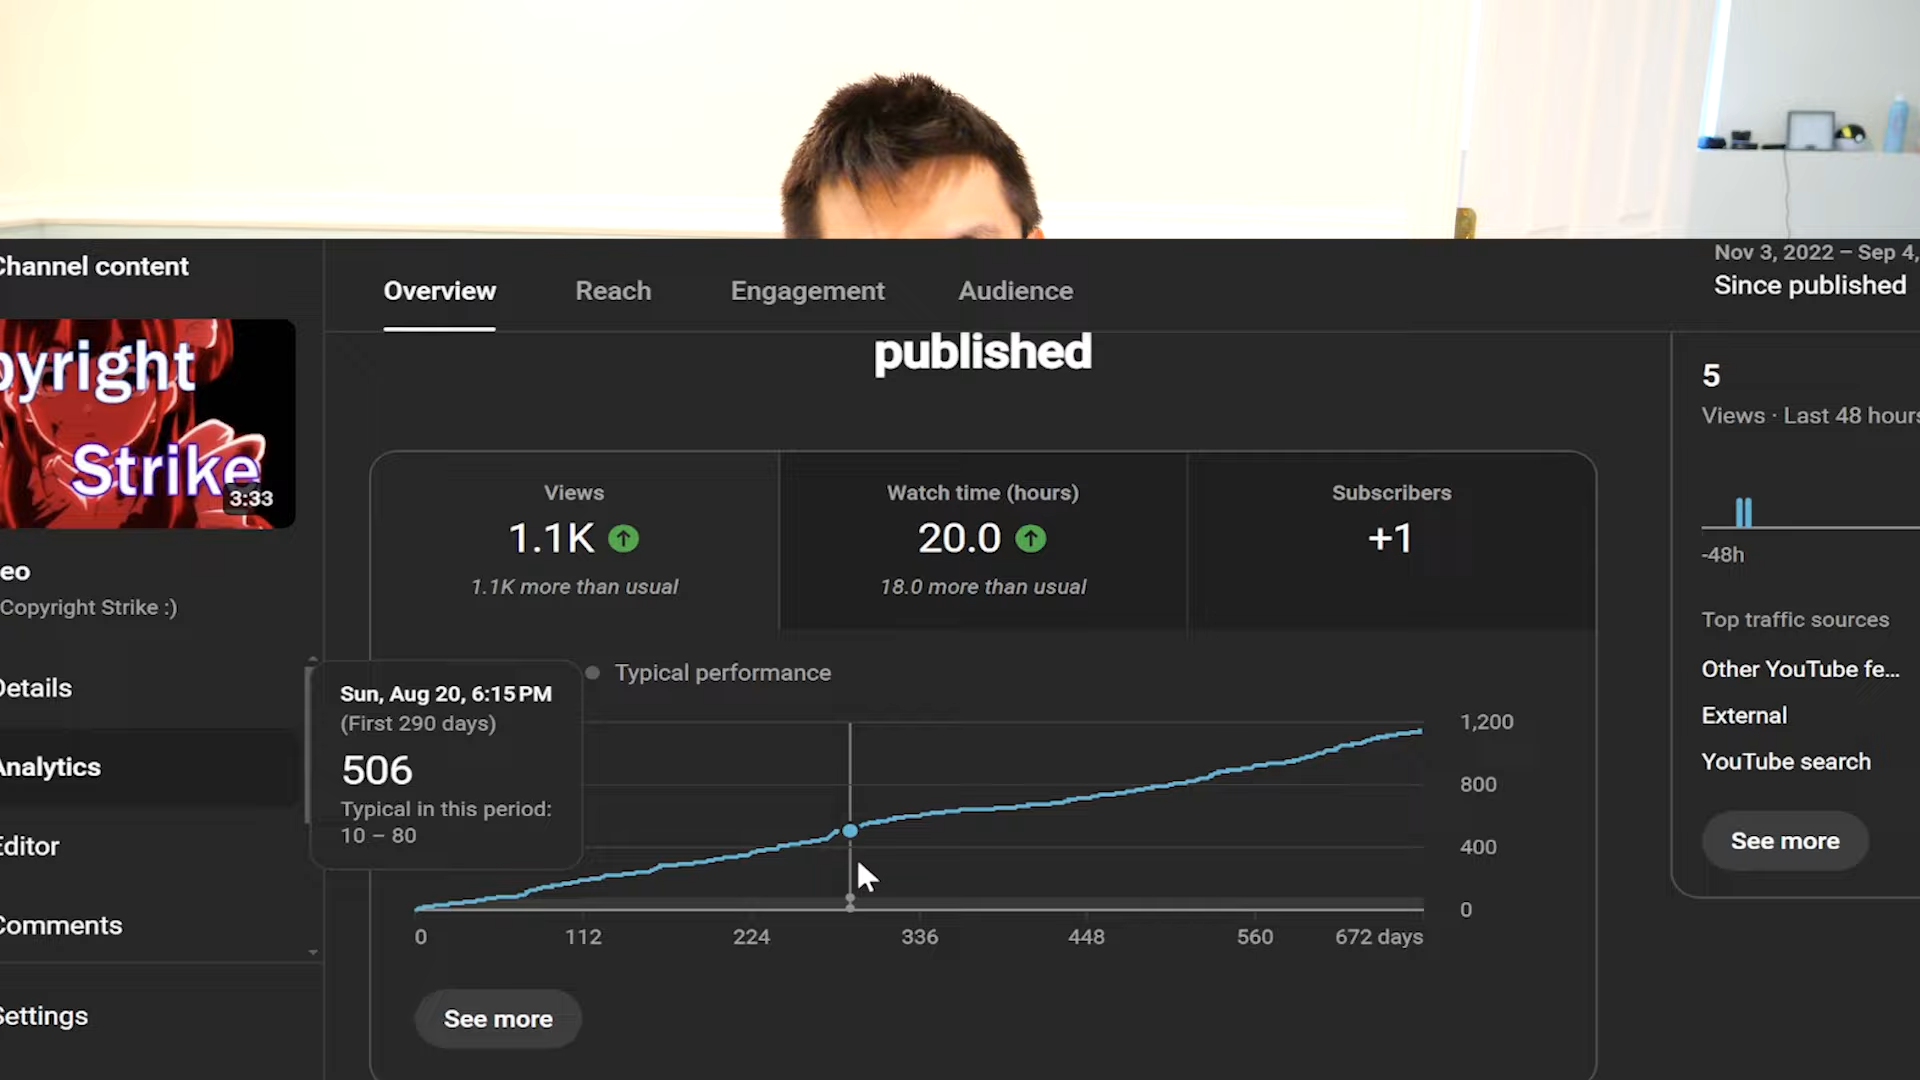 Channel content
Overview
Reach
Engagement
Audience
Nov 3, 2022 – Sep 4,
Since published
published
pyright
Strike
3:33
eo
Copyright Strike :)
Details
Analytics
Editor
Comments
Settings
Views
1.1K
1.1K more than usual
Watch time (hours)
20.0
18.0 more than usual
Subscribers
+1
Typical performance
Sun, Aug 20, 6:15 PM
(First 290 days)
506
Typical in this period:
10 – 80
1,200
800
400
0
0
112
224
336
448
560
672 days
See more
5
Views · Last 48 hours
-48h
Top traffic sources
Other YouTube fe...
External
YouTube search
See more